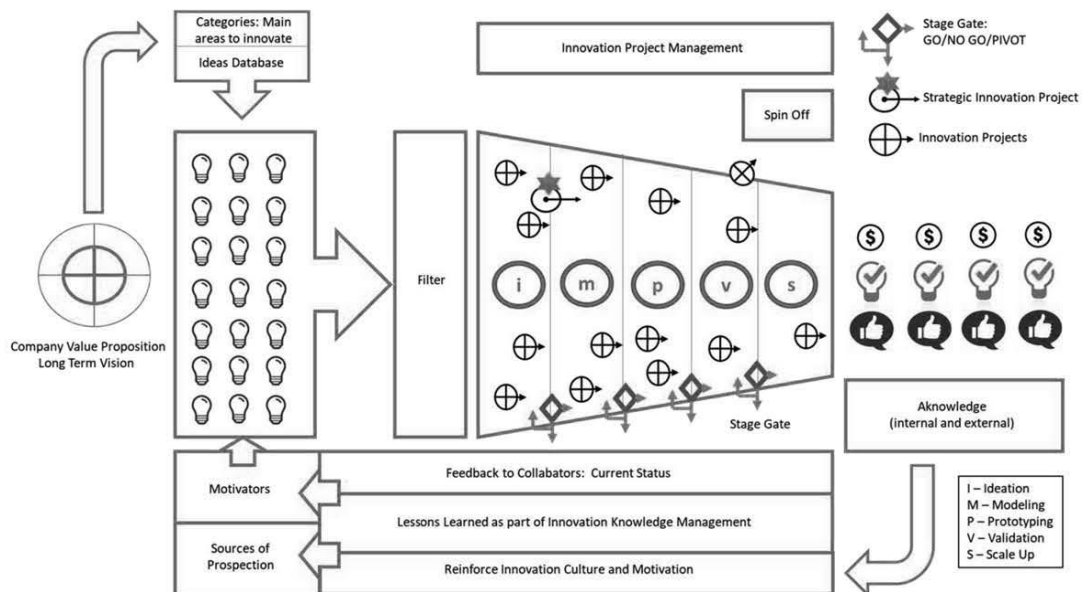 Categories: Main
areas to innovate
Ideas Database
Innovation Project Management
Stage Gate:
GO/NO GO/PIVOT
Spin Off
Strategic Innovation Project
Innovation Projects
Filter
i
m
p
v
s
$
$
$
$
Company Value Proposition
Long Term Vision
Stage Gate
Aknowledge
(internal and external)
Motivators
Feedback to Collabators: Current Status
Lessons Learned as part of Innovation Knowledge Management
Sources of
Prospection
Reinforce Innovation Culture and Motivation
I – Ideation
M – Modeling
P – Prototyping
V – Validation
S – Scale Up